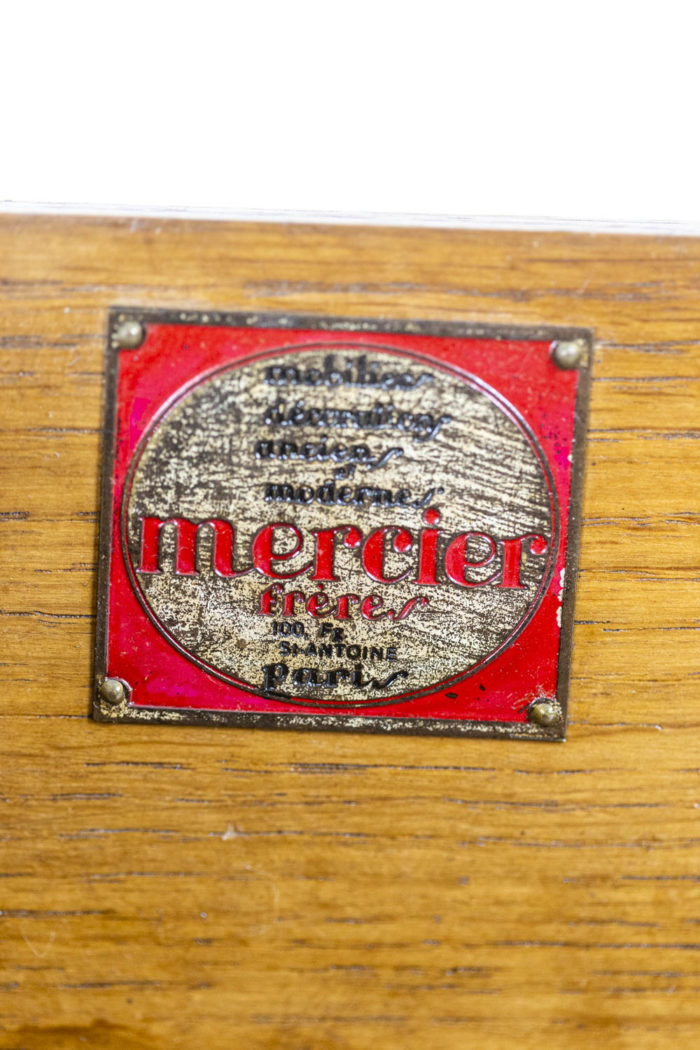 mobiliers
décorations
anciens
et
modernes
mercier
frères
100, Fg
St-ANTOINE
paris